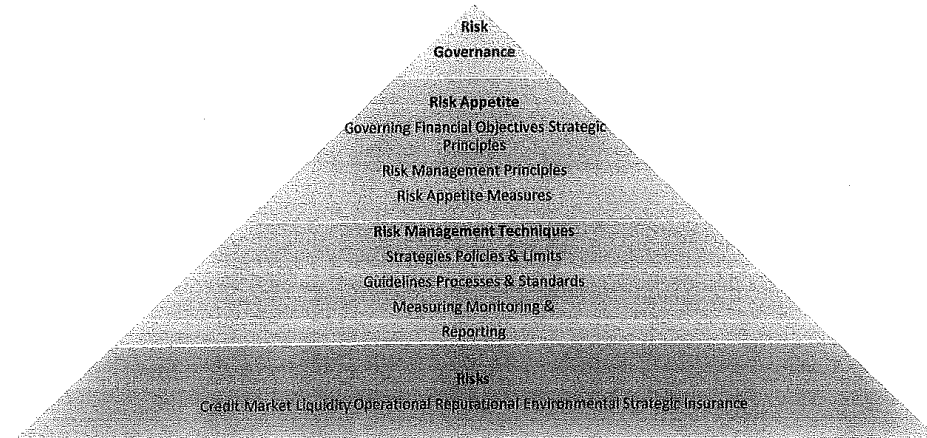 Risk
Governance
Risk Appetite
Governing Financial Objectives Strategic
Principles
Risk Management Principles
Risk Appetite Measures
Risk Management Techniques
Strategies Policies & Limits
Guidelines Processes & Standards
Measuring Monitoring &
Reporting
Risks
Credit Market Liquidity Operational Reputational Environmental Strategic Insurance